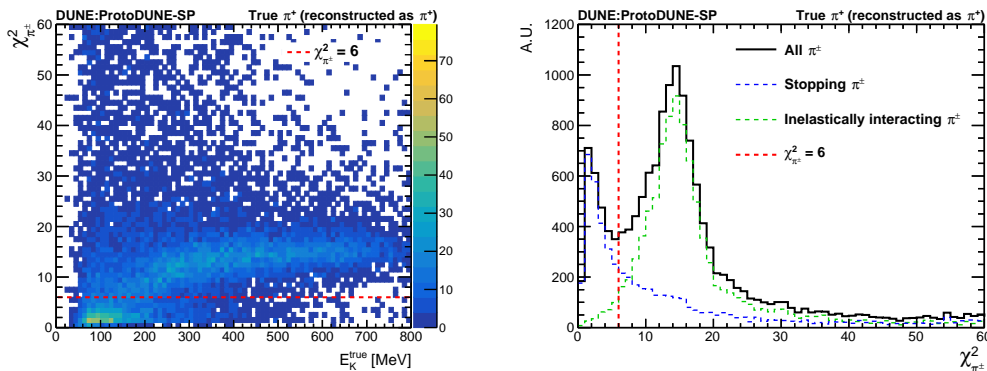 DUNE:ProtoDUNE-SP True π⁺ (reconstructed as π⁺)
χ²π±
60
50
40
30
20
10
0
χ²π± = 6
70
60
50
40
30
20
10
0
0 100 200 300 400 500 600 700 800
E_K^true [MeV]
DUNE:ProtoDUNE-SP True π⁺ (reconstructed as π⁺)
A.U.
1200
1000
800
600
400
200
0
All π±
Stopping π±
Inelastically interacting π±
χ²π± = 6
0 10 20 30 40 50 60
χ²π±